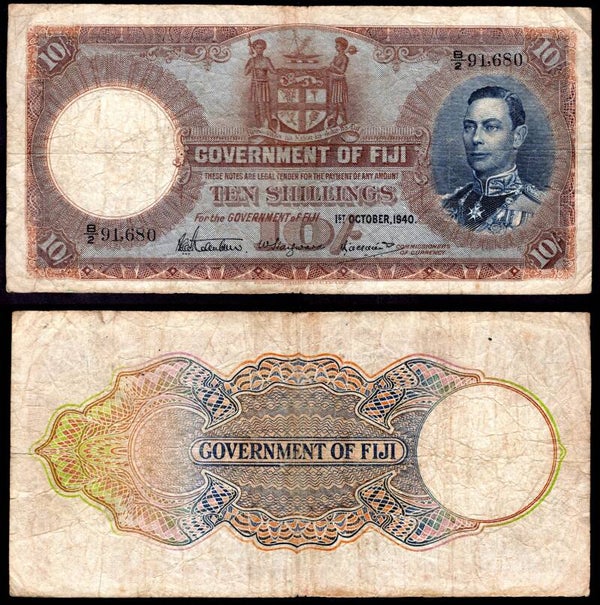 10/-
10/-
B/2 91,680
GOVERNMENT OF FIJI
THESE NOTES ARE LEGAL TENDER FOR THE PAYMENT OF ANY AMOUNT
TEN SHILLINGS
For the GOVERNMENT of FIJI 1ST OCTOBER, 1940.
B/2 91,680
10/-
COMMISSIONERS
OF CURRENCY
10/-
10/-
GOVERNMENT OF FIJI